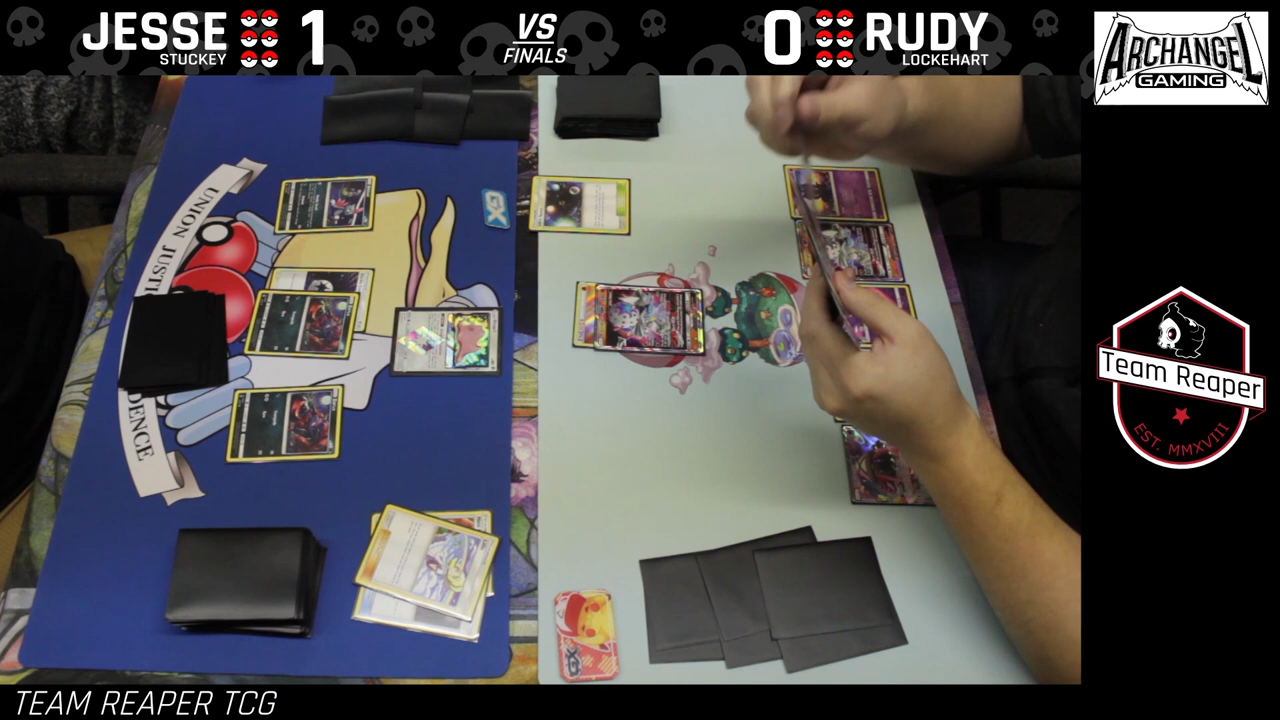 JESSE
STUCKEY
1
VS
FINALS
0
RUDY
LOCKEHART
ARCHANGEL
GAMING
UNION JUSTI
DENCE
GX
GX
Team Reaper
EST. MMXVIII
TEAM REAPER TCG